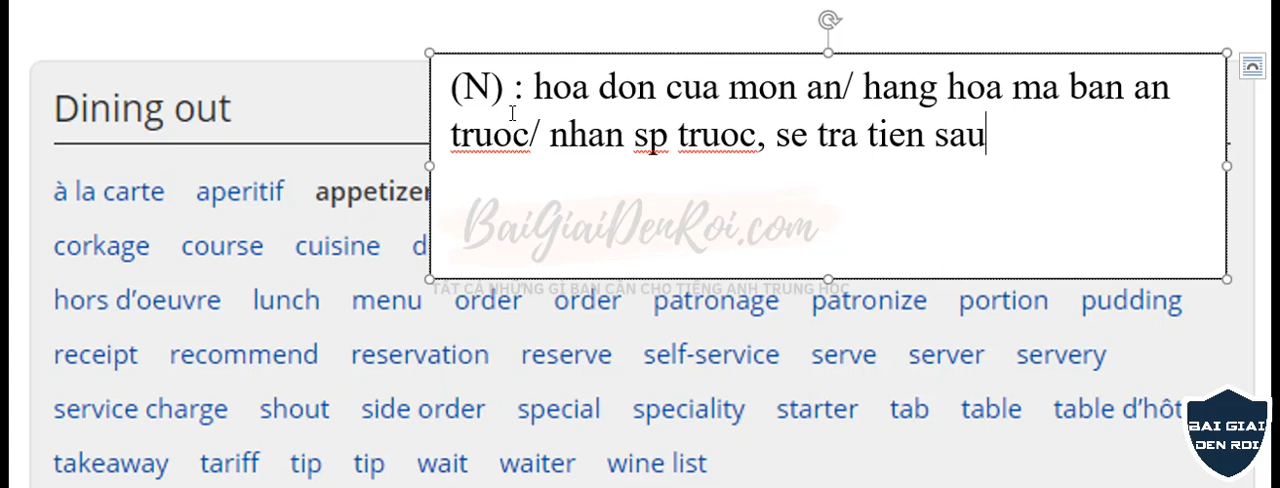 (N) : hoa don cua mon an/ hang hoa ma ban an
Dining out
truoc/ nhan sp truoc, se tra tien sau
à la carte aperitif appetizer
BaiGiaiDenRoi.com
corkage course cuisine d
TẤT CẢ NHỮNG GÌ BẠN CẦN CHO TIẾNG ANH TRUNG HỌC
hors d’oeuvre lunch menu order order patronage patronize portion pudding
receipt recommend reservation reserve self-service serve server servery
service charge shout side order special speciality starter tab table table d’hôt
BAI GIAI
DEN ROI
takeaway tariff tip tip wait waiter wine list